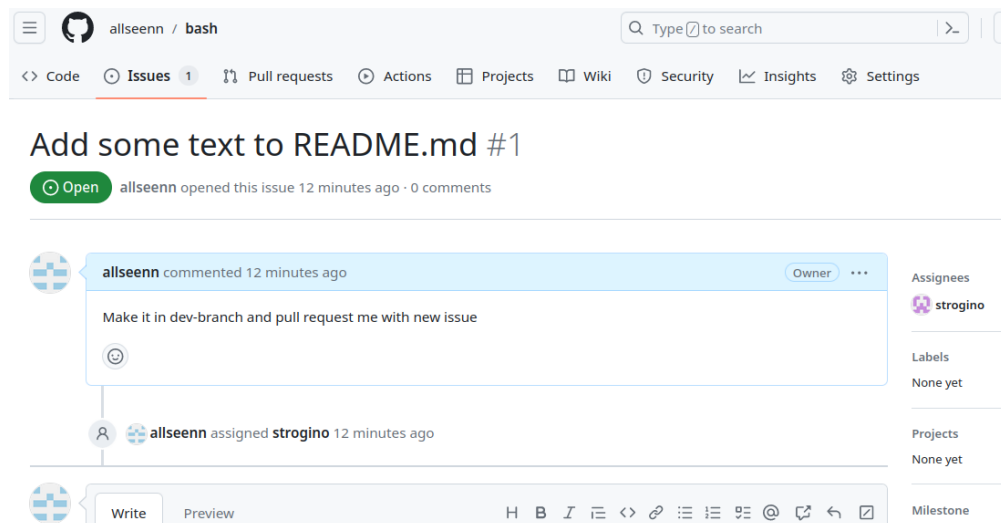 allseenn / bash
Type / to search
Code Issues 1 Pull requests Actions Projects Wiki Security Insights Settings
Add some text to README.md #1
Open allseenn opened this issue 12 minutes ago · 0 comments
allseenn commented 12 minutes ago Owner
Make it in dev-branch and pull request me with new issue
allseenn assigned strogino 12 minutes ago
Write Preview
Assignees
strogino
Labels
None yet
Projects
None yet
Milestone